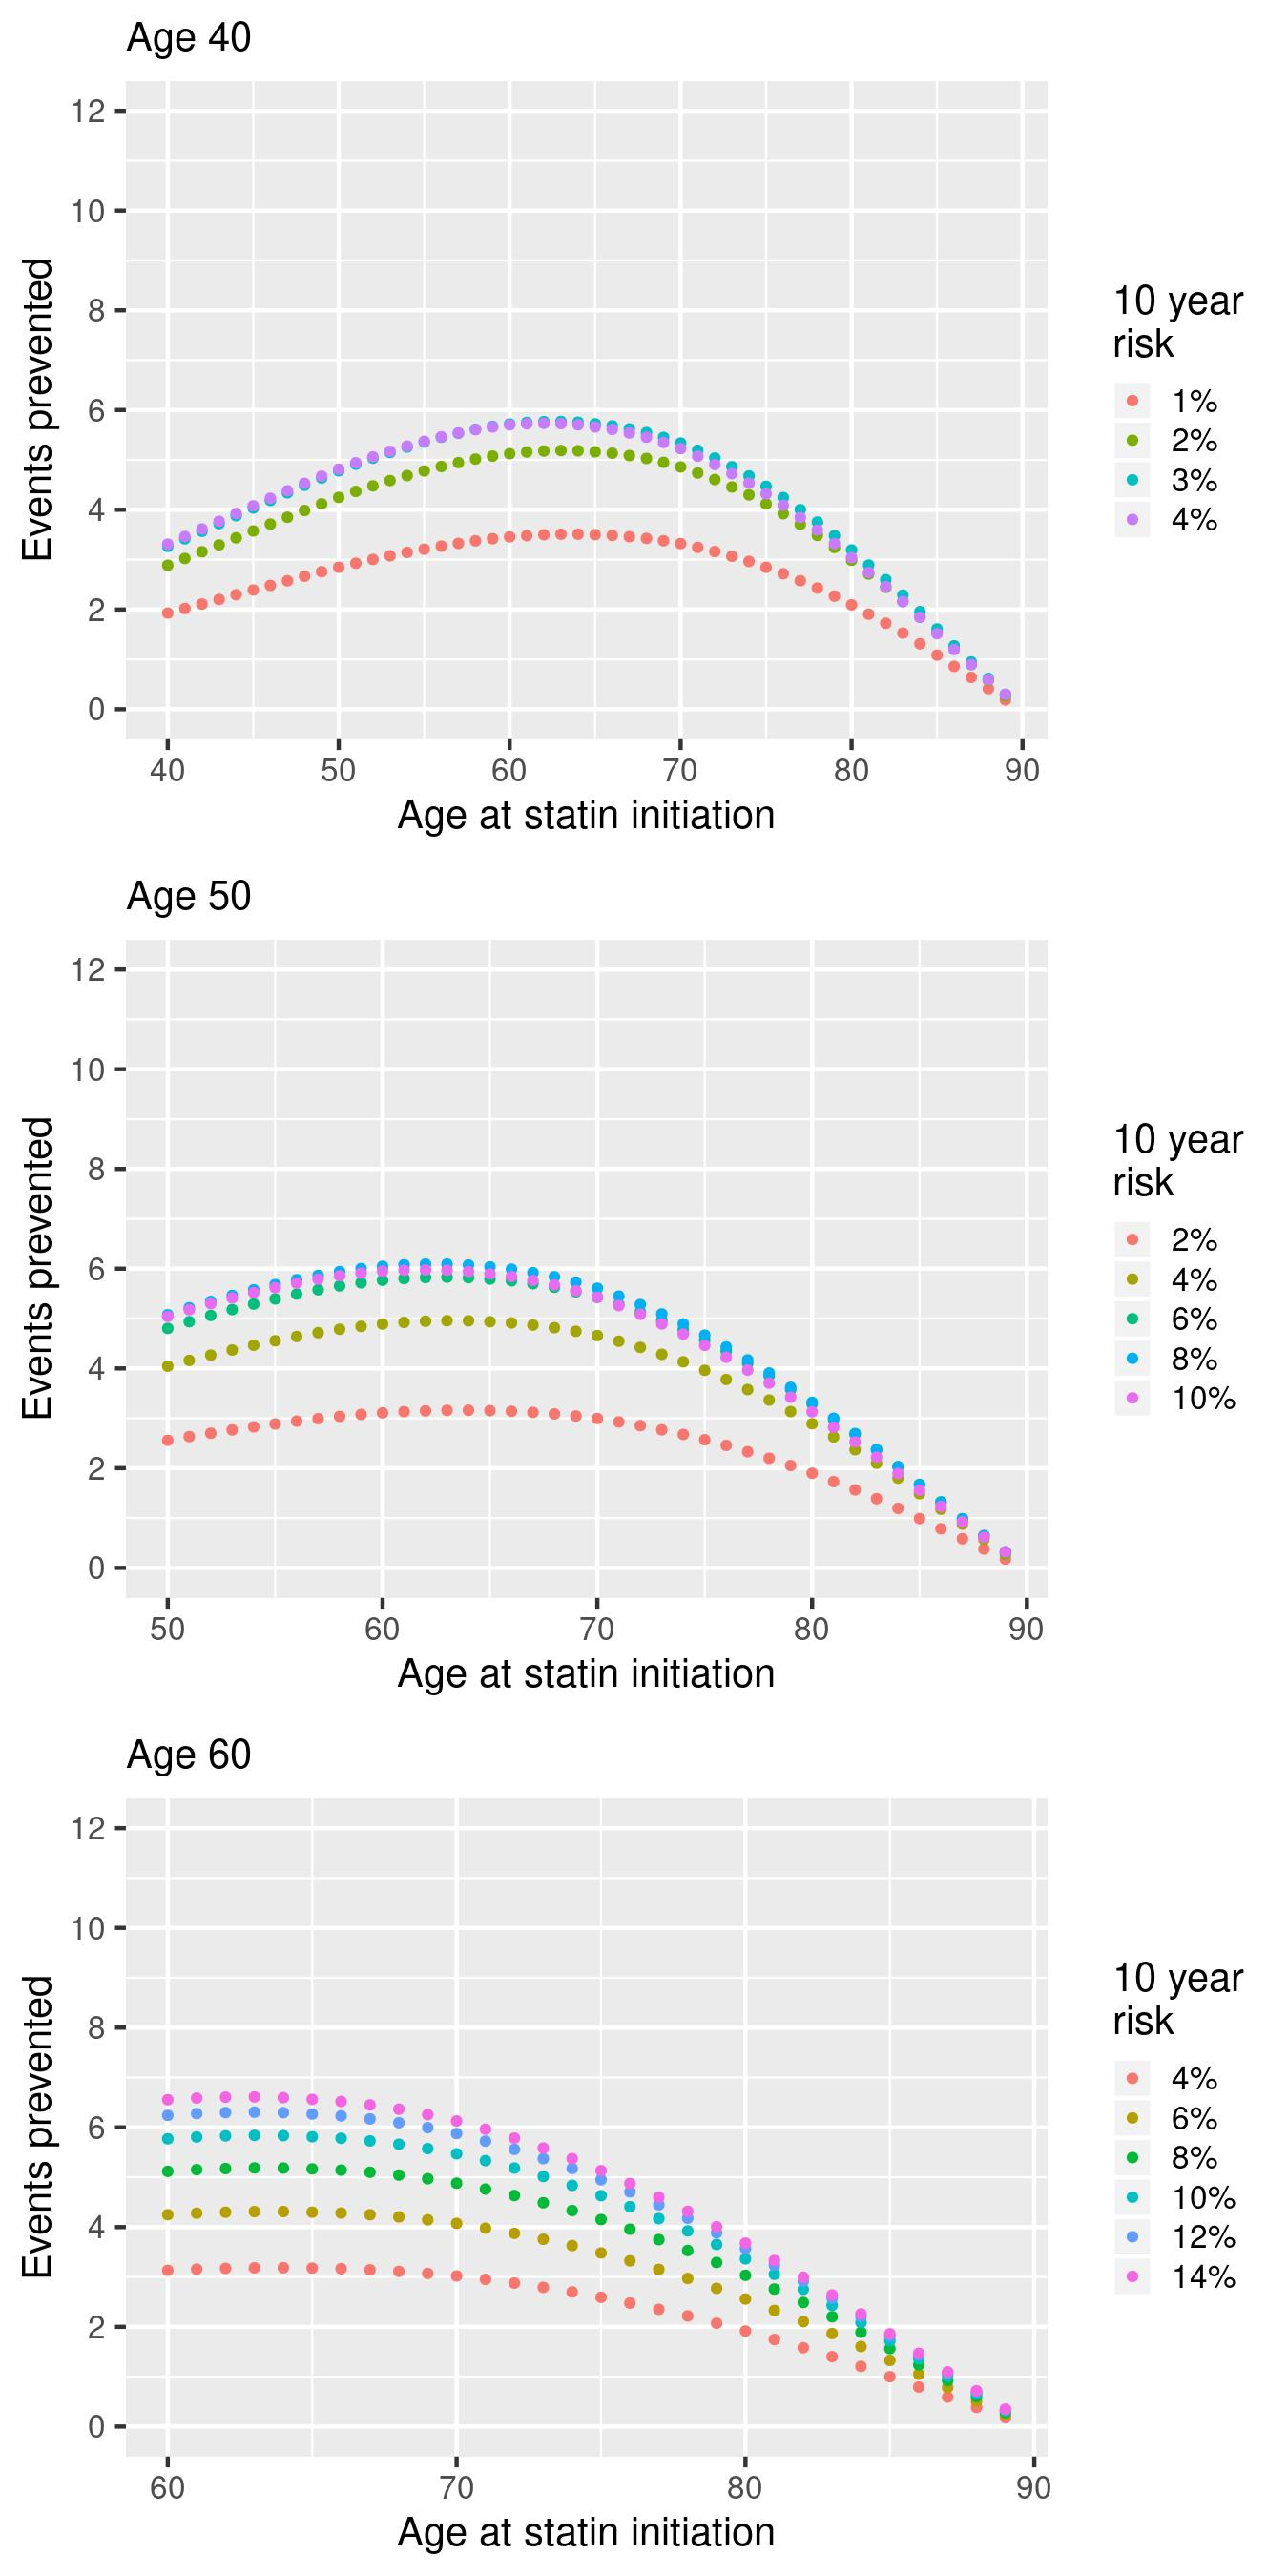 Age 40
12
10
8
6
4
2
0
Events prevented
40 50 60 70 80 90
Age at statin initiation
10 year
risk
1%
2%
3%
4%
Age 50
12
10
8
6
4
2
0
Events prevented
50 60 70 80 90
Age at statin initiation
10 year
risk
2%
4%
6%
8%
10%
Age 60
12
10
8
6
4
2
0
Events prevented
60 70 80 90
Age at statin initiation
10 year
risk
4%
6%
8%
10%
12%
14%